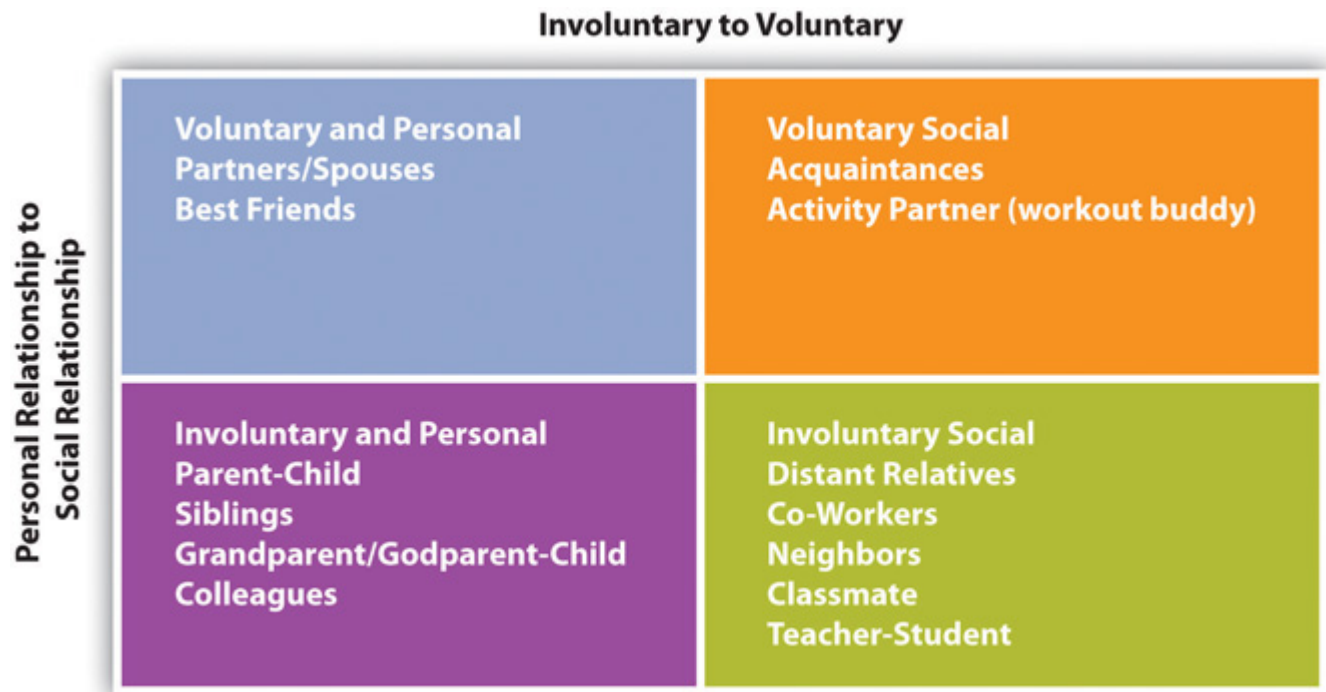 Involuntary to Voluntary
Personal Relationship to
Social Relationship
Voluntary and Personal
Partners/Spouses
Best Friends
Voluntary Social
Acquaintances
Activity Partner (workout buddy)
Involuntary and Personal
Parent-Child
Siblings
Grandparent/Godparent-Child
Colleagues
Involuntary Social
Distant Relatives
Co-Workers
Neighbors
Classmate
Teacher-Student